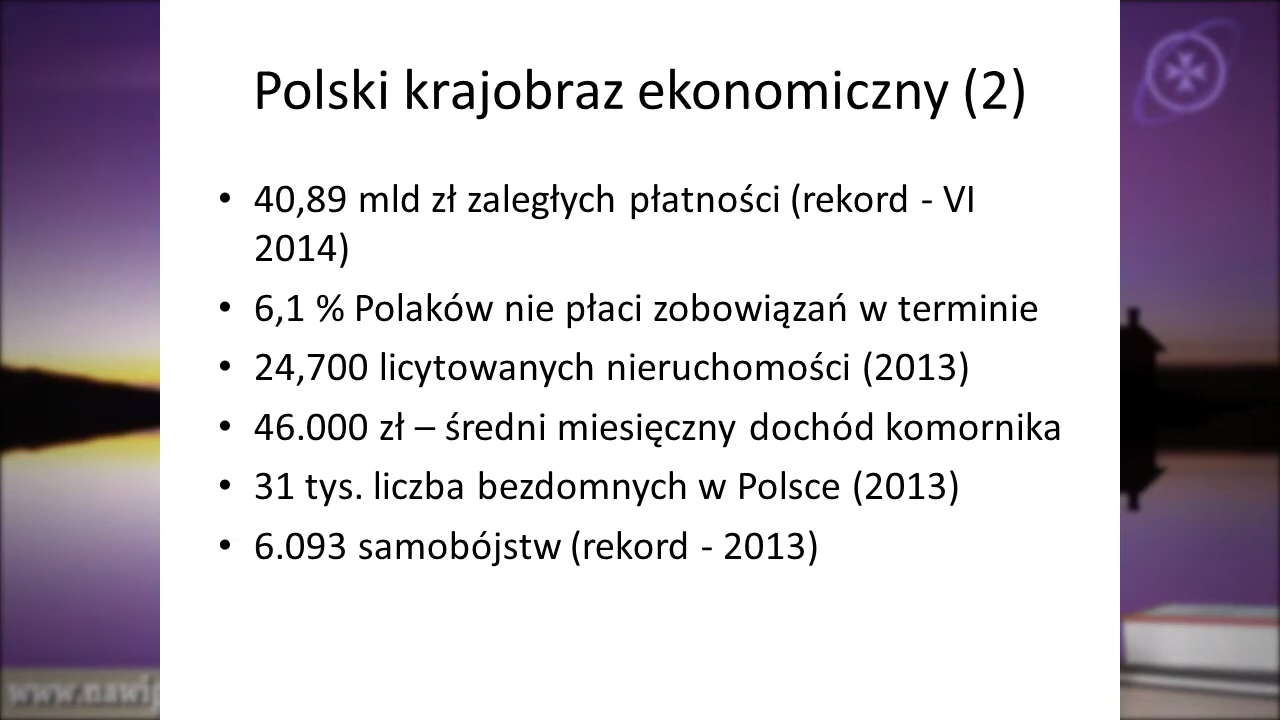 Polski krajobraz ekonomiczny (2)
• 40,89 mld zł zaległych płatności (rekord - VI
2014)
• 6,1 % Polaków nie płaci zobowiązań w terminie
• 24,700 licytowanych nieruchomości (2013)
• 46.000 zł – średni miesięczny dochód komornika
• 31 tys. liczba bezdomnych w Polsce (2013)
• 6.093 samobójstw (rekord - 2013)